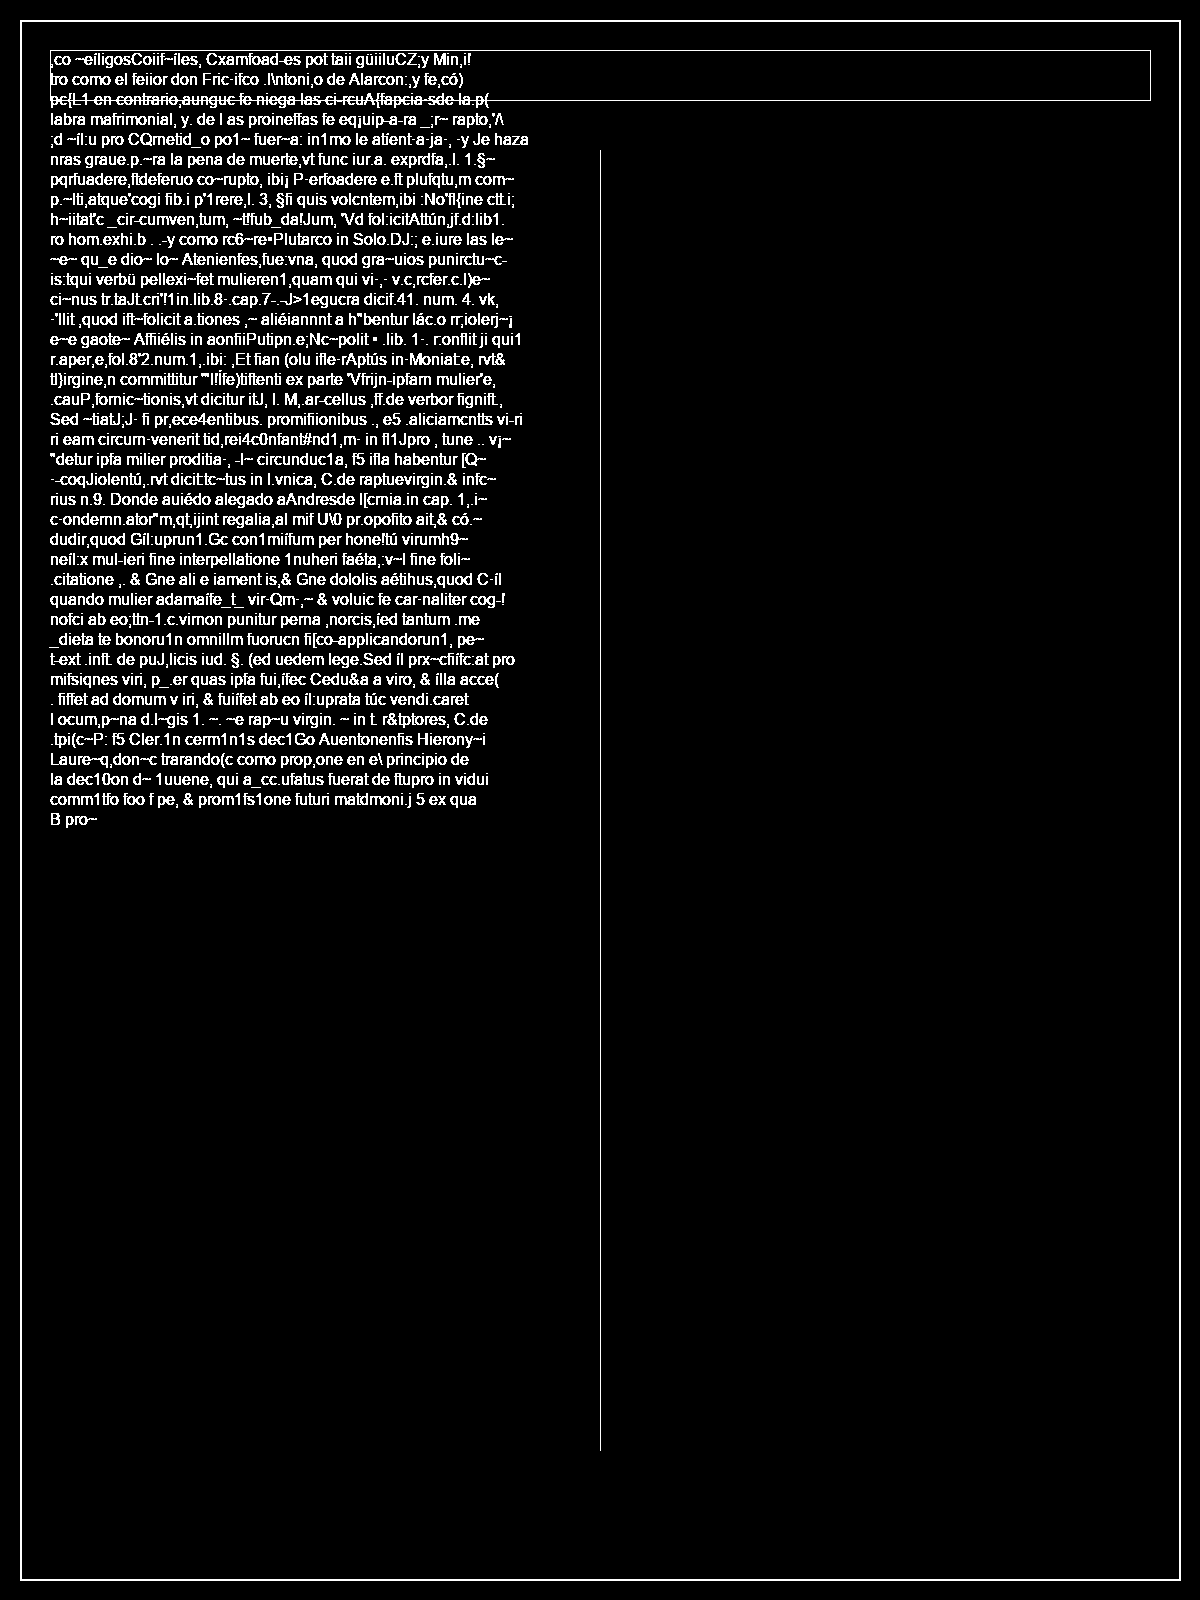 ,co ~eíligosCoiif~íles, Cxamfoad-es pot taii güiiluCZ;y Min,i!
tro como el feiior don Fric-ifco .I\ntoni,o de Alarcon:,y fe,có)
pc{L1 en contrario,aunguc fe niega las ci-rcuA{fapcia-sde la.p(
labra mafrimonial, y. de l as proineffas fe eq¡uip-a-ra _;r~ rapto,'/\
;d ~íl:u pro CQmetid_o po1~ fuer~a: in1mo le atíent-a-ja-, -y Je haza
nras graue.p.~ra la pena de muerte,vt func iur.a. exprdfa,.l. 1.§~
pqrfuadere,ftdeferuo co~rupto, ibi¡ P-erfoadere e.ft plufqtu,m com~
p.~lti,atque'cogi fib.i p'1rere,l. 3, §fi quis volcntem,ibi :No'fl{ine ctt.i;
h~iitat'c _cir-cumven,tum, ~t!fub_da!Jum, 'Vd fol:icitAttún,jf.d:lib1.
ro hom.exhi.b . .-y como rc6~re•Plutarco in Solo.DJ:; e.iure las le~
~e~ qu_e dio~ lo~ Atenienfes,fue:vna, quod gra~uios punirctu~c-
is:tqui verbü pellexi~fet mulieren1,quam qui vi-,- v.c,rcfer.c.l)e~
ci~nus tr.taJt.cri'!'1in.lib.8-.cap.7-.-J>1egucra dicif.41. num. 4. vk,
-'llit ,quod ift~folicit a.tiones ,~ aliéiannnt a h"bentur lác.o rr;iolerj~¡
e~e gaote~ Affiiélis in aonfiiPutipn.e;Nc~polit • .lib. 1-. r:onflit ji qui1
r.aper,e,fol.8'2.num.1,.ibi: ,Et fian (olu ifle-rAptús in-Moniat:e, rvt&
tl}irgine,n committitur "'I!fÍfe)tiftenti ex parte 'Vfrijn-ipfam mulier'e,
.cauP,fornic~tionis,vt dicitur itJ, l. M,.ar-cellus ,ff.de verbor fignift.,
Sed ~tiatJ;J- fi pr,ece4entibus. promifiionibus ., e5 .aliciamcntts vi-ri
ri eam circum-venerit tid,rei4c0nfant#nd1,m- in fl1Jpro , tune .. v¡~
"detur ipfa milier proditia-, -l~ circunduc1a, f5 ifla habentur [Q~
--coqJiolentú,.rvt dicit:tc~tus in l.vnica, C.de raptuevirgin.& infc~
rius n.9. Donde auiédo alegado aAndresde I[crnia.in cap. 1,.i~
c-ondernn.ator"m,qt,ijint regalia,al mif U\0 pr.opofito ait,& có.~
dudir,quod Gíl:uprun1.Gc con1miífum per hone!tú virumh9~
neíl:x mul-ieri fine interpellatione 1nuheri faéta,:v~l fine foli~
.citatione ,. & Gne ali e iament is,& Gne dololis aétihus,quod C-íl
quando mulier adamaífe_t_ vir-Qm-,~ & voluic fe car-naliter cog-!'
nofci ab eo;ttn-1.c.virnon punitur perna ,norcis,íed tantum .me
_dieta te bonoru1n omnillm fuorucn fi[co-applicandorun1, pe~
t-ext .inft. de puJ,licis iud. §. (ed uedem lege.Sed íl prx~cfiifc:at pro
mifsiqnes viri, p_.er quas ipfa fui,ífec Cedu&a a viro, & ílla acce(
. fiffet ad domum v iri, & fuiífet ab eo íl:uprata túc vendi.caret
l ocum,p~na d.l~gis 1. ~. ~e rap~u virgin. ~ in t. r&tptores, C.de
.tpi(c~P: f5 Cler.1n cerm1n1s dec1Go Auentonenfis Hierony~i
Laure~q,don~c trarando(c como prop,one en e\ principio de
la dec10on d~ 1uuene, qui a_cc.ufatus fuerat de ftupro in vidui
comm1tfo foo f pe, & prom1fs1one futuri matdmoni.j 5 ex qua
B pro~